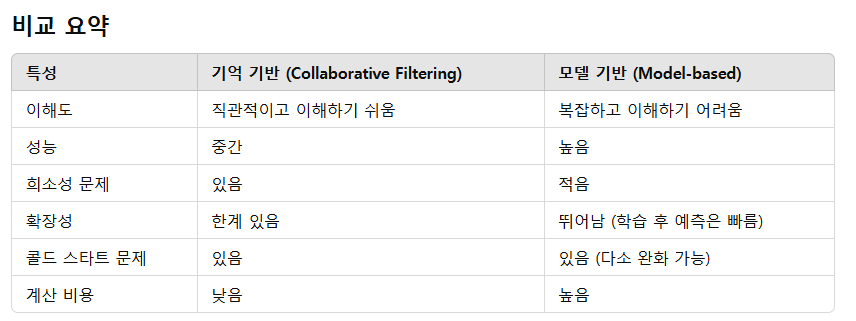 비교 요약
특성 기억 기반 (Collaborative Filtering) 모델 기반 (Model-based)
이해도 직관적이고 이해하기 쉬움 복잡하고 이해하기 어려움
성능 중간 높음
희소성 문제 있음 적음
확장성 한계 있음 뛰어남 (학습 후 예측은 빠름)
콜드 스타트 문제 있음 있음 (다소 완화 가능)
계산 비용 낮음 높음